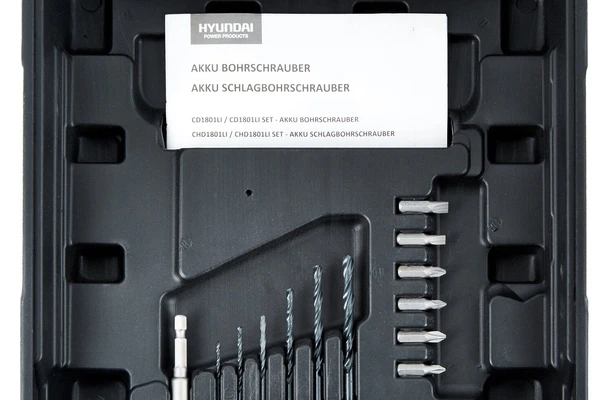 HYUNDAI
POWER PRODUCTS
AKKU BOHRSCHRAUBER
AKKU SCHLAGBOHRSCHRAUBER
CD1801LI / CD1801LI SET - AKKU BOHRSCHRAUBER
CHD1801LI / CHD1801LI SET - AKKU SCHLAGBOHRSCHRAUBER